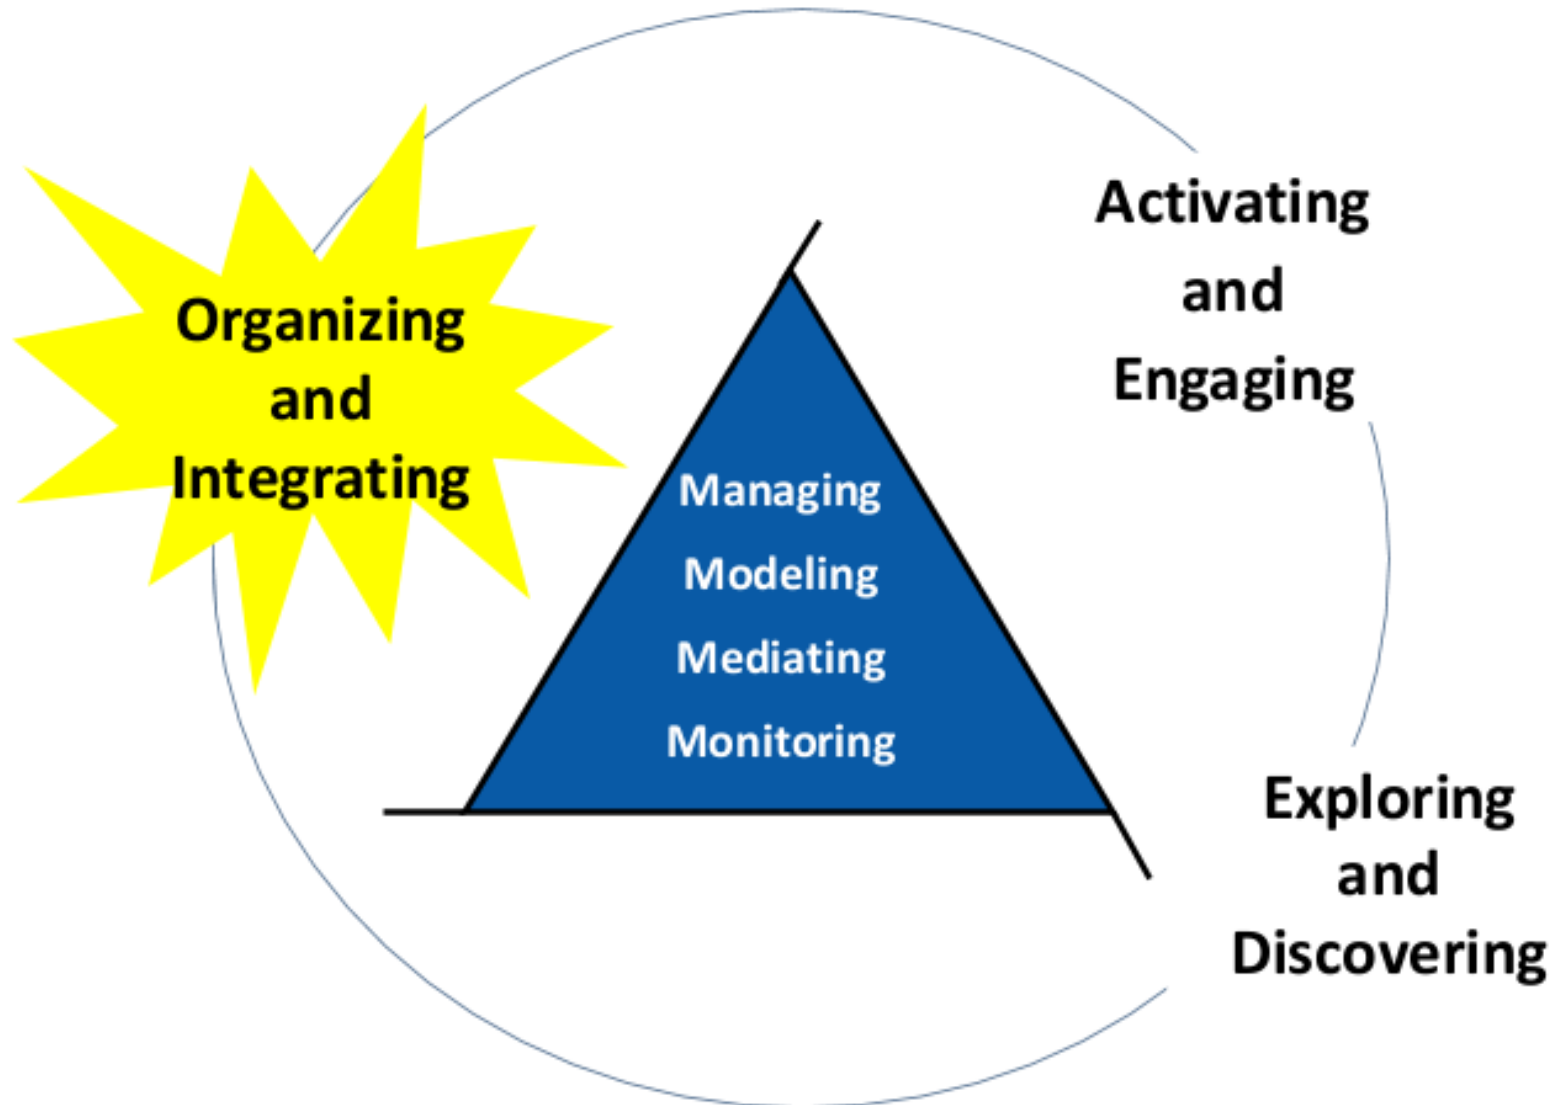 Activating
and
Engaging
Organizing
and
Integrating
Managing
Modeling
Mediating
Monitoring
Exploring
and
Discovering